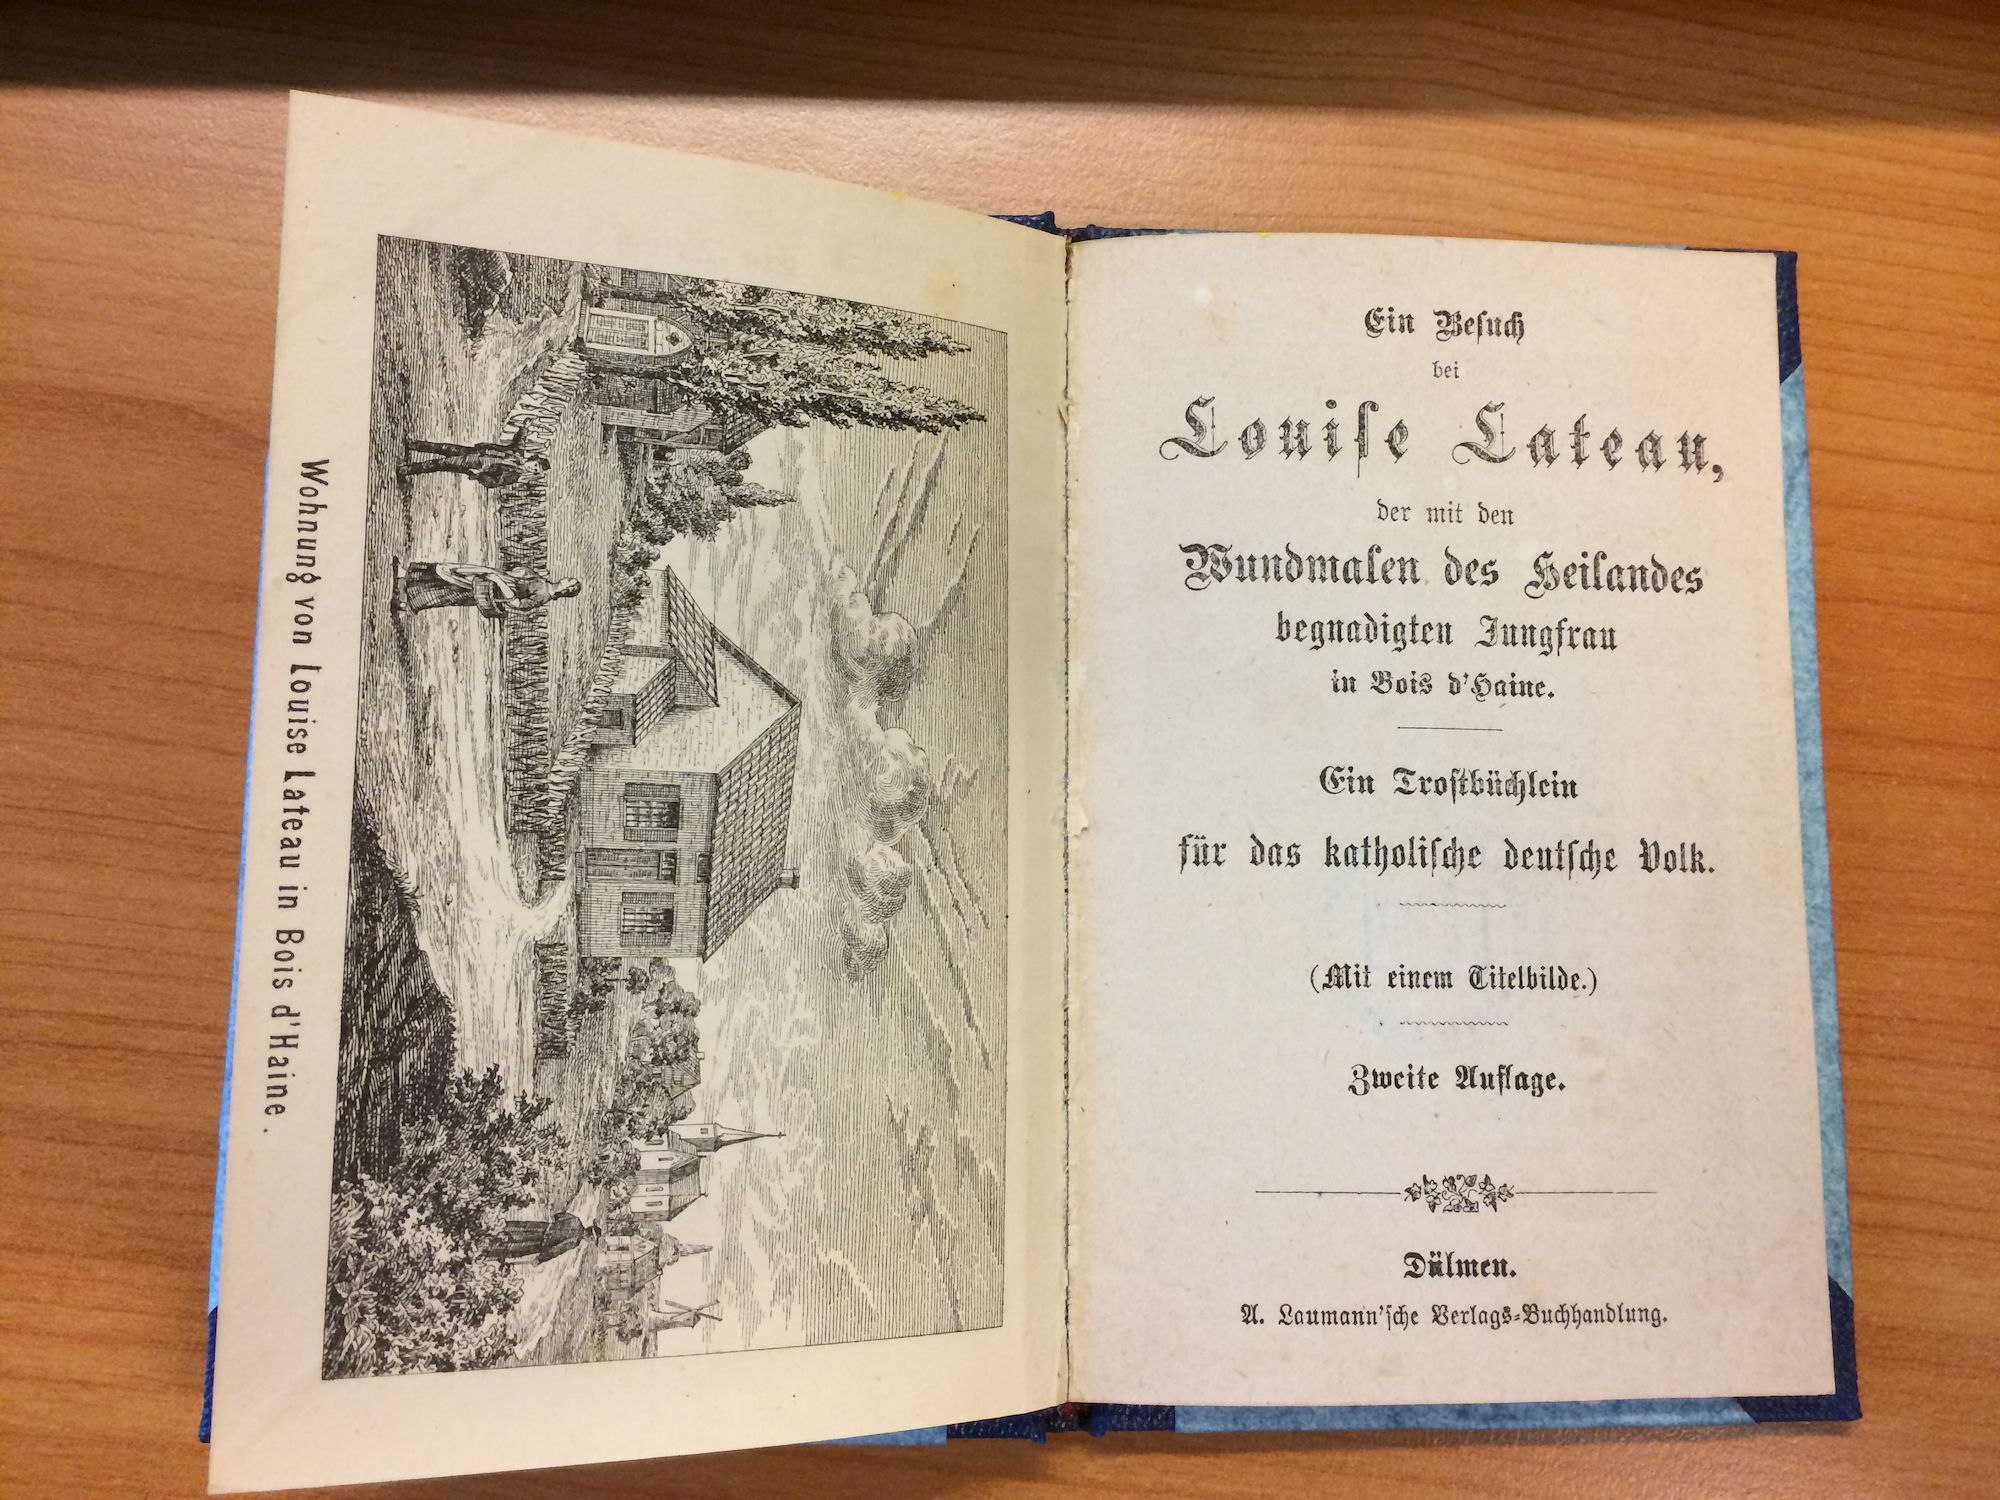 Wohnung von Louise Lateau in Bois d'Haine.
Ein Besuch
bei
Louise Lateau,
der mit den
Wundmalen des Heilandes
begnadigten Jungfrau
in Bois d'Haine.
Ein Trostbüchlein
für das katholische deutsche Volk.
(Mit einem Titelbilde.)
Zweite Auflage.
Dülmen.
A. Laumann'sche Verlags-Buchhandlung.